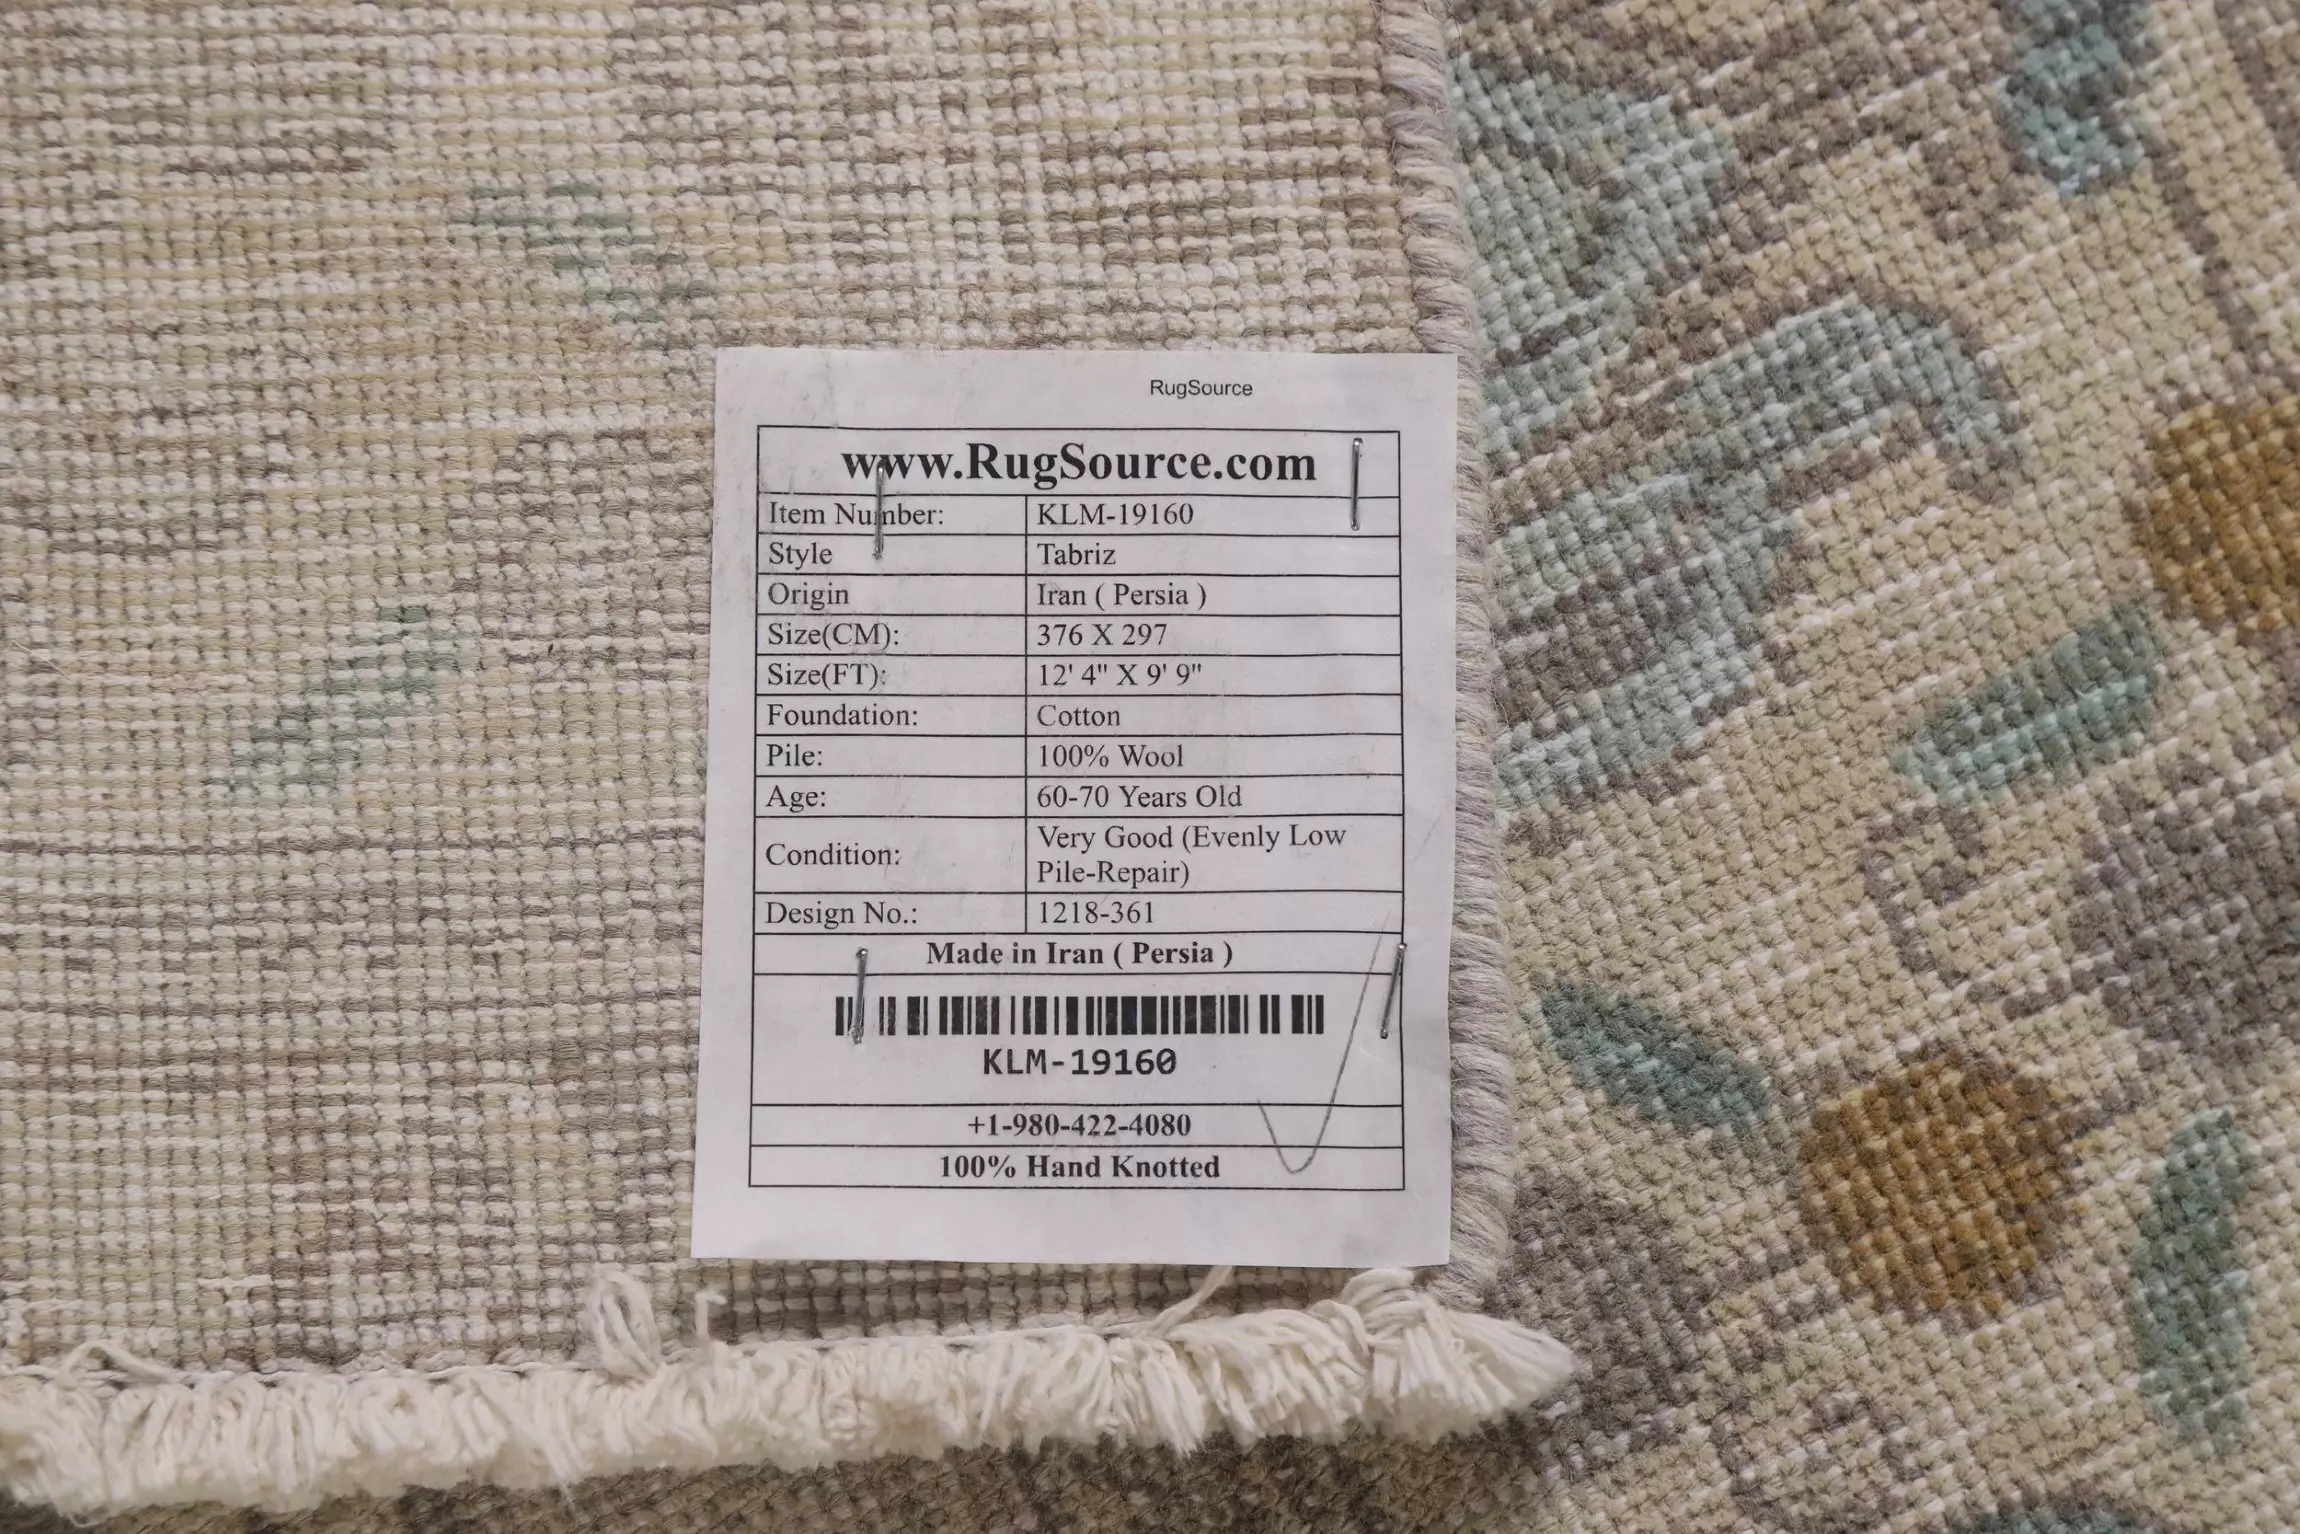 RugSource
www.RugSource.com
Item Number: KLM-19160
Style Tabriz
Origin Iran ( Persia )
Size(CM): 376 X 297
Size(FT): 12' 4" X 9' 9"
Foundation: Cotton
Pile: 100% Wool
Age: 60-70 Years Old
Condition: Very Good (Evenly Low
Pile-Repair)
Design No.: 1218-361
Made in Iran ( Persia )
KLM-19160
+1-980-422-4080
100% Hand Knotted